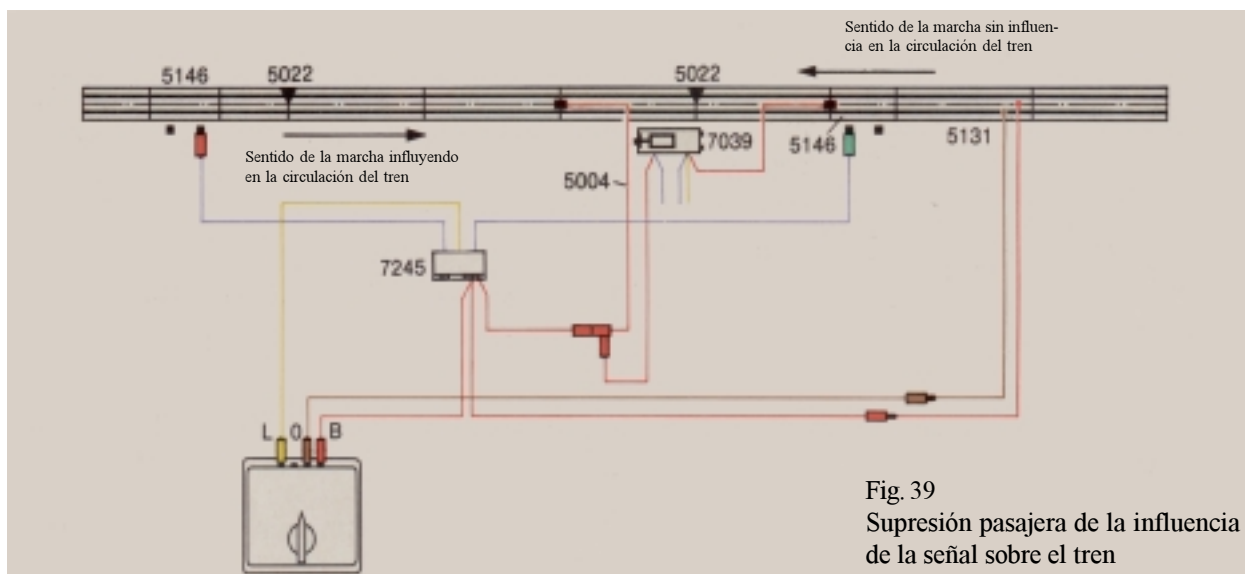 Sentido de la marcha sin influen-
cia en la circulación del tren
5146
5022
5022
7039
5146
5131
Sentido de la marcha influyendo
en la circulación del tren
5004
7245
L 0 B
Fig. 39
Supresión pasajera de la influencia
de la señal sobre el tren